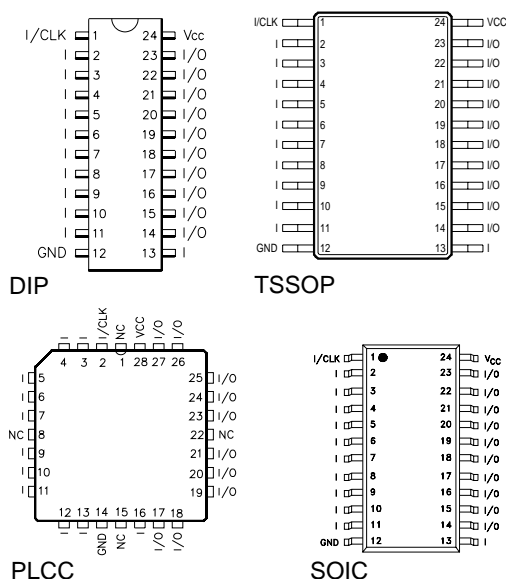 I/CLK 1 24 Vcc
I 2 23 I/O
I 3 22 I/O
I 4 21 I/O
I 5 20 I/O
I 6 19 I/O
I 7 18 I/O
I 8 17 I/O
I 9 16 I/O
I 10 15 I/O
I 11 14 I/O
GND 12 13 I
DIP
I/CLK 1 24 VCC
I 2 23 I/O
I 3 22 I/O
I 4 21 I/O
I 5 20 I/O
I 6 19 I/O
I 7 18 I/O
I 8 17 I/O
I 9 16 I/O
I 10 15 I/O
I 11 14 I/O
GND 12 13 I
TSSOP
I I I/CLK NC VCC I/O I/O
4 3 2 1 28 27 26
I 5 25 I/O
I 6 24 I/O
I 7 23 I/O
NC 8 22 NC
I 9 21 I/O
I 10 20 I/O
I 11 19 I/O
12 13 14 15 16 17 18
I I GND NC I I/O I/O
PLCC
I/CLK 1 24 VCC
I 2 23 I/O
I 3 22 I/O
I 4 21 I/O
I 5 20 I/O
I 6 19 I/O
I 7 18 I/O
I 8 17 I/O
I 9 16 I/O
I 10 15 I/O
I 11 14 I/O
GND 12 13 I
SOIC